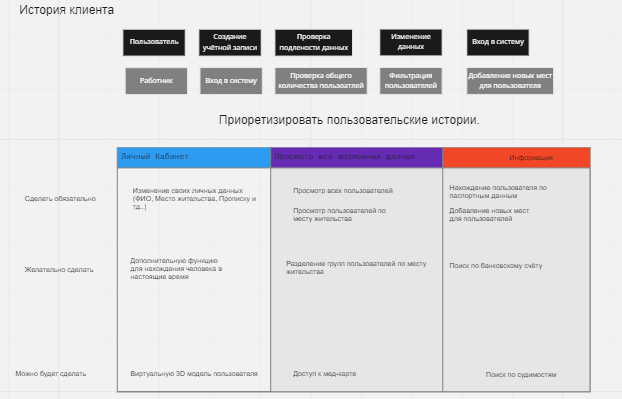 История клиента
Пользователь
Создание
учётной записи
Проверка
подлености данных
Изменение
данных
Вход в систему
Работник
Вход в систему
Проверка общего
количества пользоатлей
Фильтрация
пользователей
Добавление новых мест
для пользователя
Приоретизировать пользовательские истории.
Личный Кабинет
Просмотр все возможных данных
Информация
Сделать обязательно
Изменение своих личных данных
(ФИО, Место жительства, Прописку и
тд..)
Просмотр всех пользователей
Просмотр пользователей по
месту жительства
Нахождение пользователя по
паспортным данным
Добавление новых мест
для пользователей
Желательно сделать
Дополнительную функцию
для нахождения человека в
настоящие время
Разделение групп пользователей по месту
жительства
Поиск по банковскому счёту
Можно будет сделать
Виртуальную 3D модель пользователя
Доступ к мед-карте
Поиск по судимостям